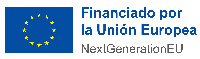 Financiado por
la Unión Europea
NextGenerationEU